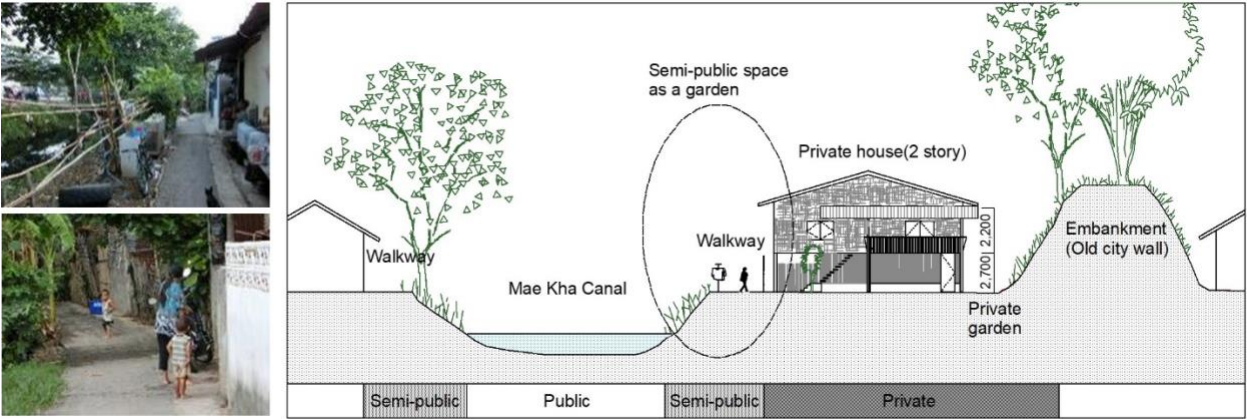 Semi-public space
as a garden
Private house(2 story)
Walkway
Walkway
Embankment
(Old city wall)
2,200
2,700
Mae Kha Canal
Private
garden
Semi-public
Public
Semi-public
Private